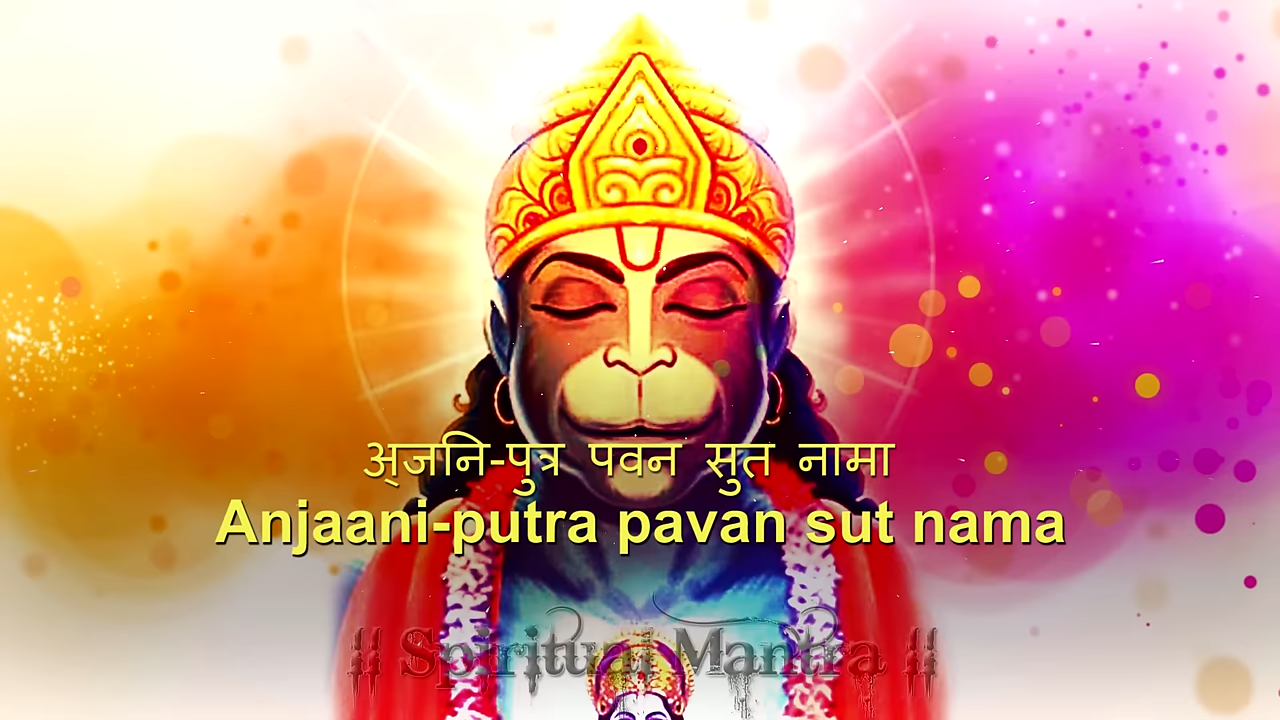 अ्जनि-पुत्र पवन सुत नामा
Anjaani-putra pavan sut nama
|| Spiritual Mantra ||